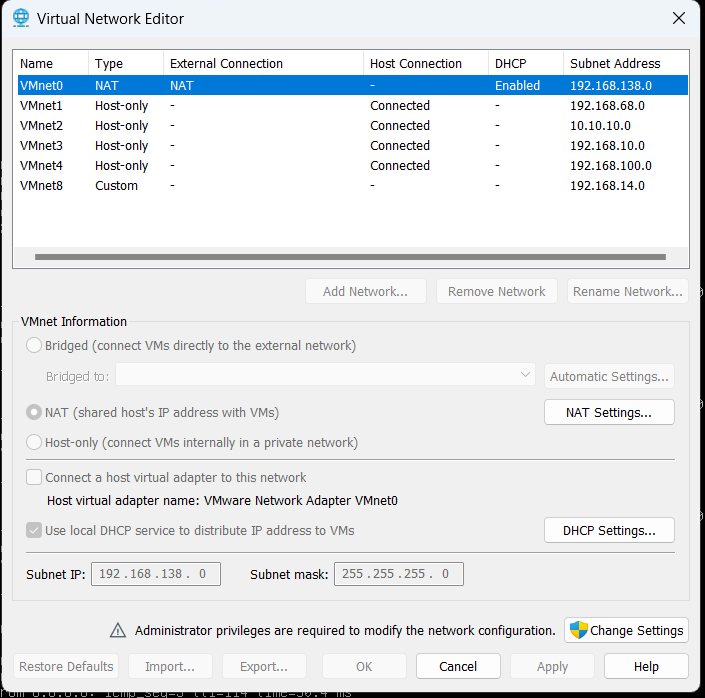 Virtual Network Editor
Name Type External Connection Host Connection DHCP Subnet Address
VMnet0 NAT NAT - Enabled 192.168.138.0
VMnet1 Host-only - Connected - 192.168.68.0
VMnet2 Host-only - Connected - 10.10.10.0
VMnet3 Host-only - Connected - 192.168.10.0
VMnet4 Host-only - Connected - 192.168.100.0
VMnet8 Custom - - - 192.168.14.0
Add Network... Remove Network Rename Network...
VMnet Information
Bridged (connect VMs directly to the external network)
Bridged to: Automatic Settings...
NAT (shared host's IP address with VMs) NAT Settings...
Host-only (connect VMs internally in a private network)
Connect a host virtual adapter to this network
Host virtual adapter name: VMware Network Adapter VMnet0
Use local DHCP service to distribute IP address to VMs DHCP Settings...
Subnet IP: 192 . 168 . 138 . 0 Subnet mask: 255 . 255 . 255 . 0
Administrator privileges are required to modify the network configuration. Change Settings
Restore Defaults Import... Export... OK Cancel Apply Help